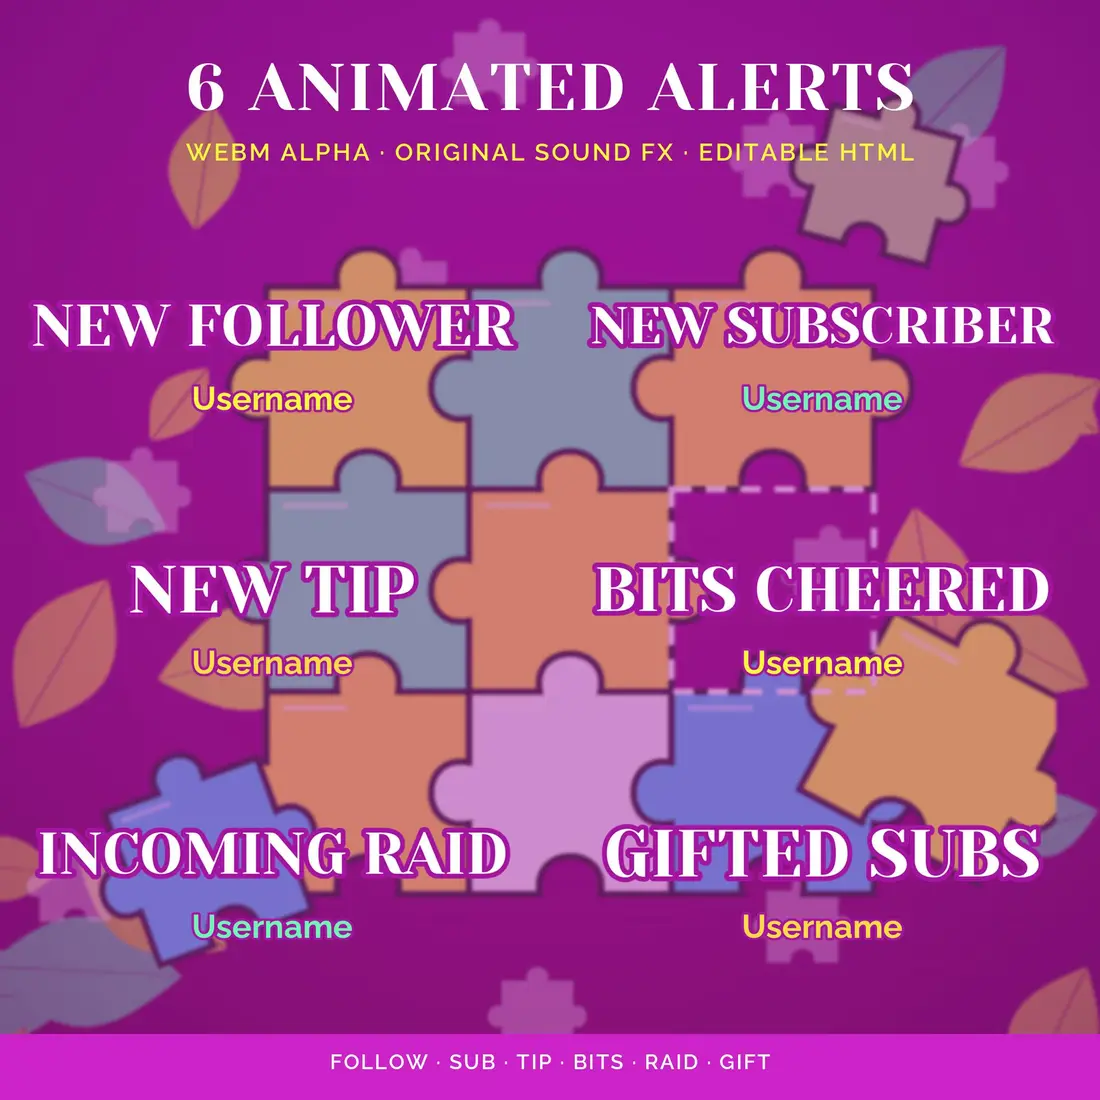 6 ANIMATED ALERTS
WEBM ALPHA · ORIGINAL SOUND FX · EDITABLE HTML
NEW FOLLOWER
Username
NEW SUBSCRIBER
Username
NEW TIP
Username
BITS CHEERED
Username
INCOMING RAID
Username
GIFTED SUBS
Username
FOLLOW · SUB · TIP · BITS · RAID · GIFT